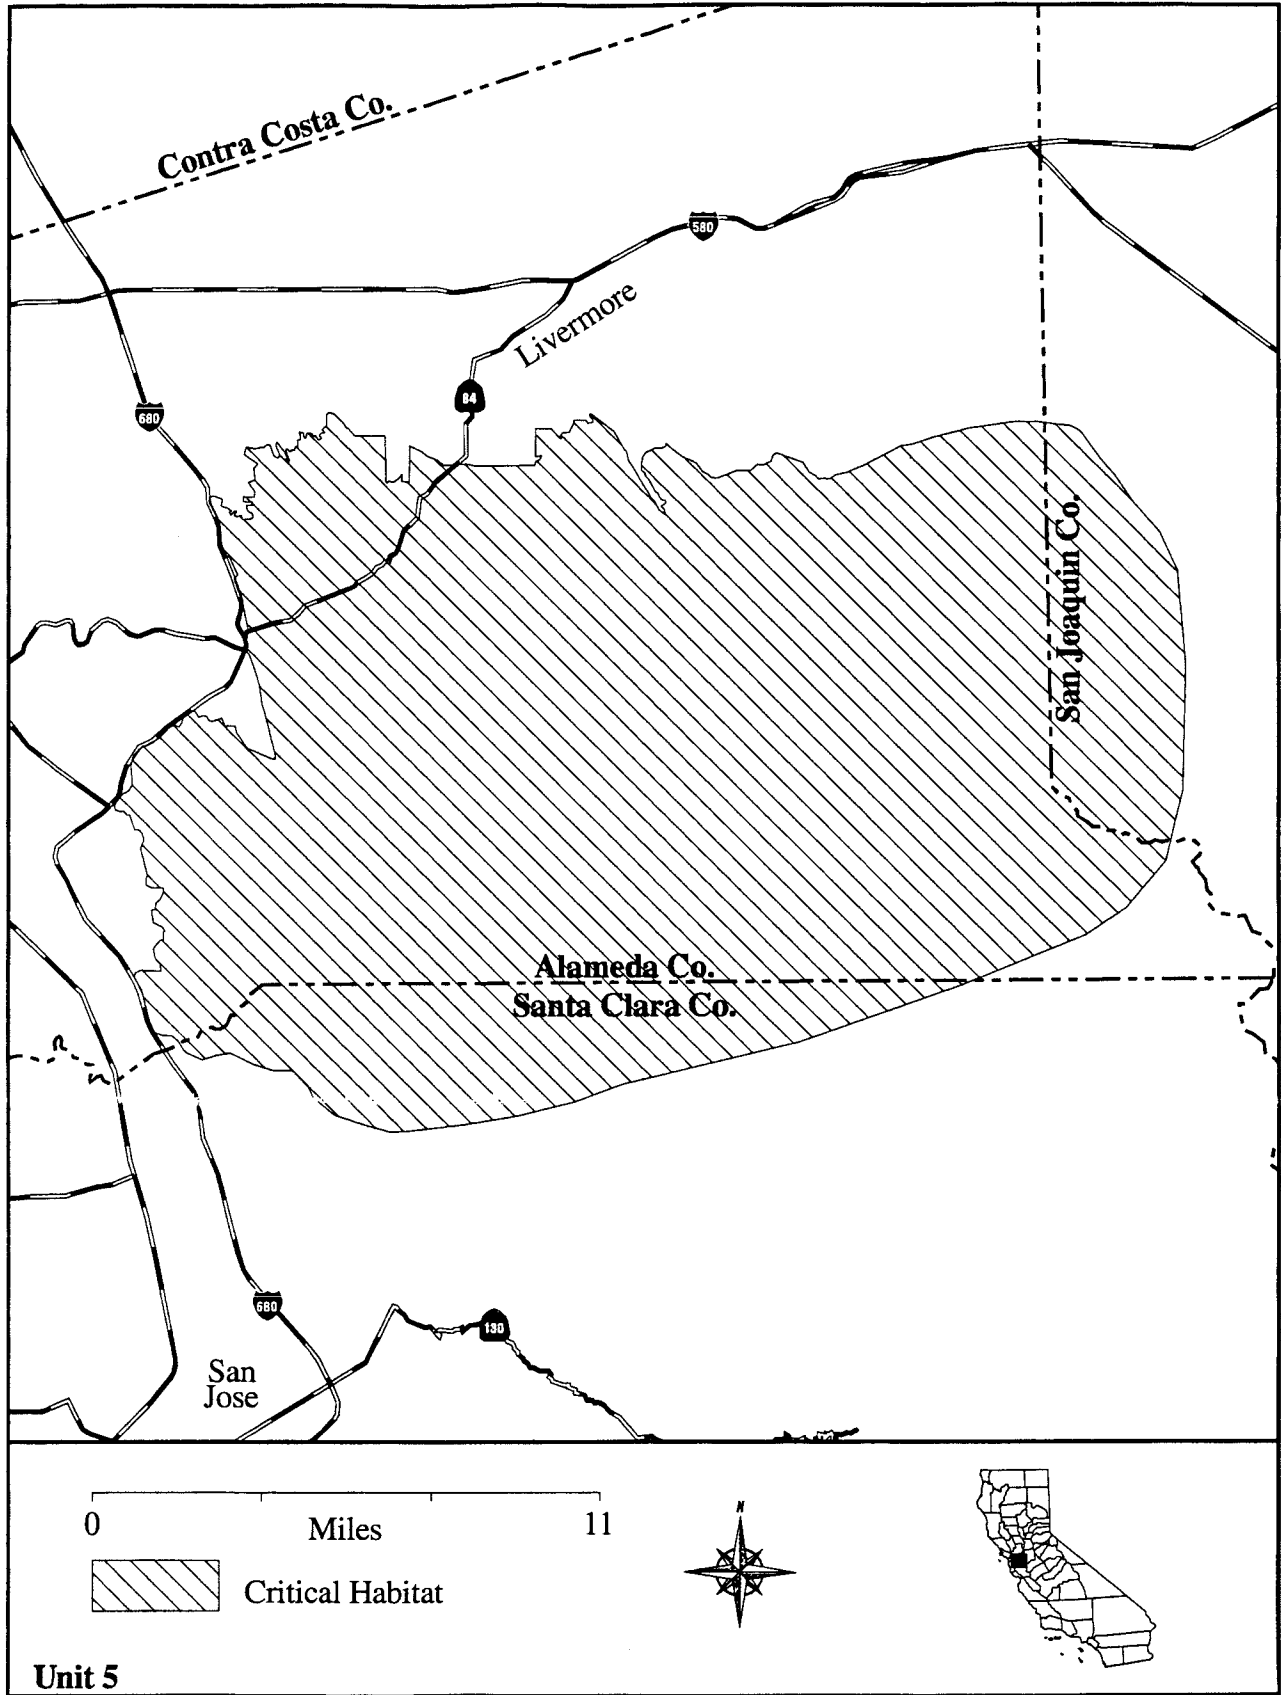 Contra Costa Co.
580
Livermore
84
680
San Joaquin Co.
Alameda Co.
Santa Clara Co.
680
130
San
Jose
0
Miles
11
N
Critical Habitat
Unit 5